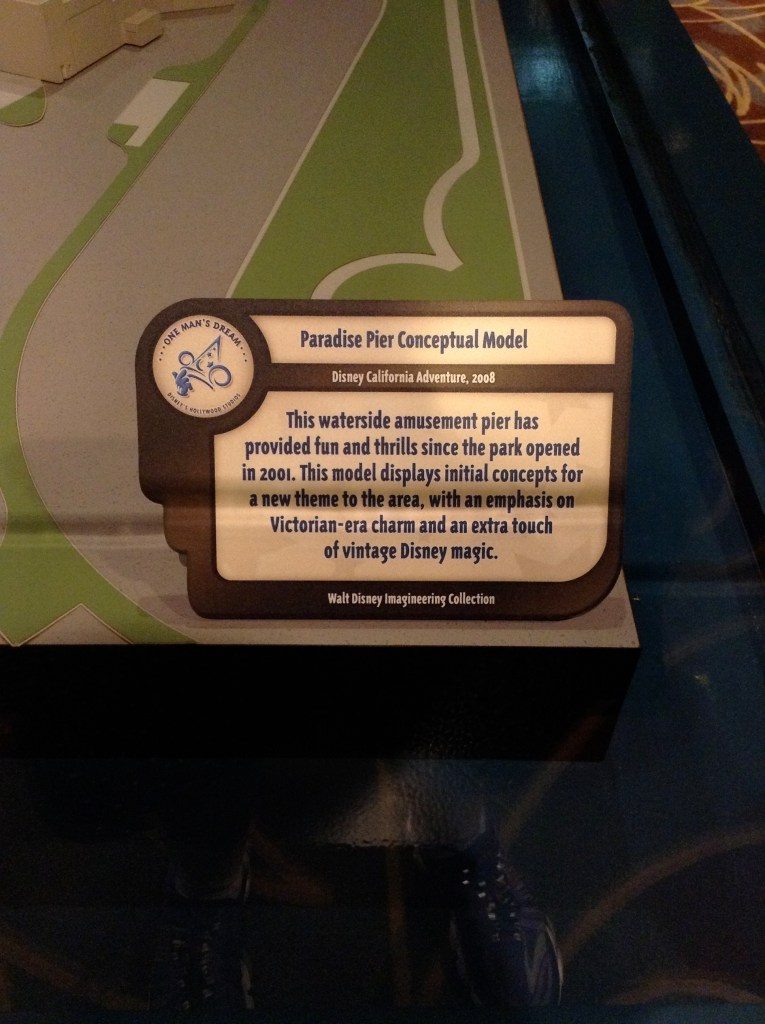 ONE MAN'S DREAM
DISNEY'S HOLLYWOOD STUDIOS
Paradise Pier Conceptual Model
Disney California Adventure, 2008
This waterside amusement pier has
provided fun and thrills since the park opened
in 2001. This model displays initial concepts for
a new theme to the area, with an emphasis on
Victorian-era charm and an extra touch
of vintage Disney magic.
Walt Disney Imagineering Collection